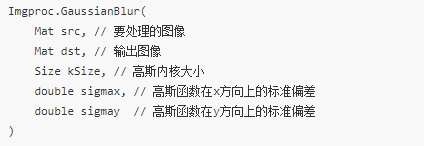 Imgproc.GaussianBlur(
    Mat src, // 要处理的图像
    Mat dst, // 输出图像
    Size kSize, // 高斯内核大小
    double sigmax, // 高斯函数在x方向上的标准偏差
    double sigmay  // 高斯函数在y方向上的标准偏差
)